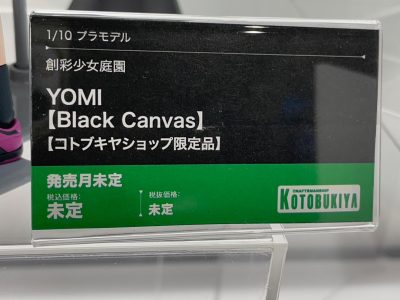 1/10 プラモデル
創彩少女庭園
YOMI
【Black Canvas】
【コトブキヤショップ限定品】
発売月未定
税込価格:
未定
税抜価格:
未定
CRAFTSMANSHIP
KOTOBUKIYA